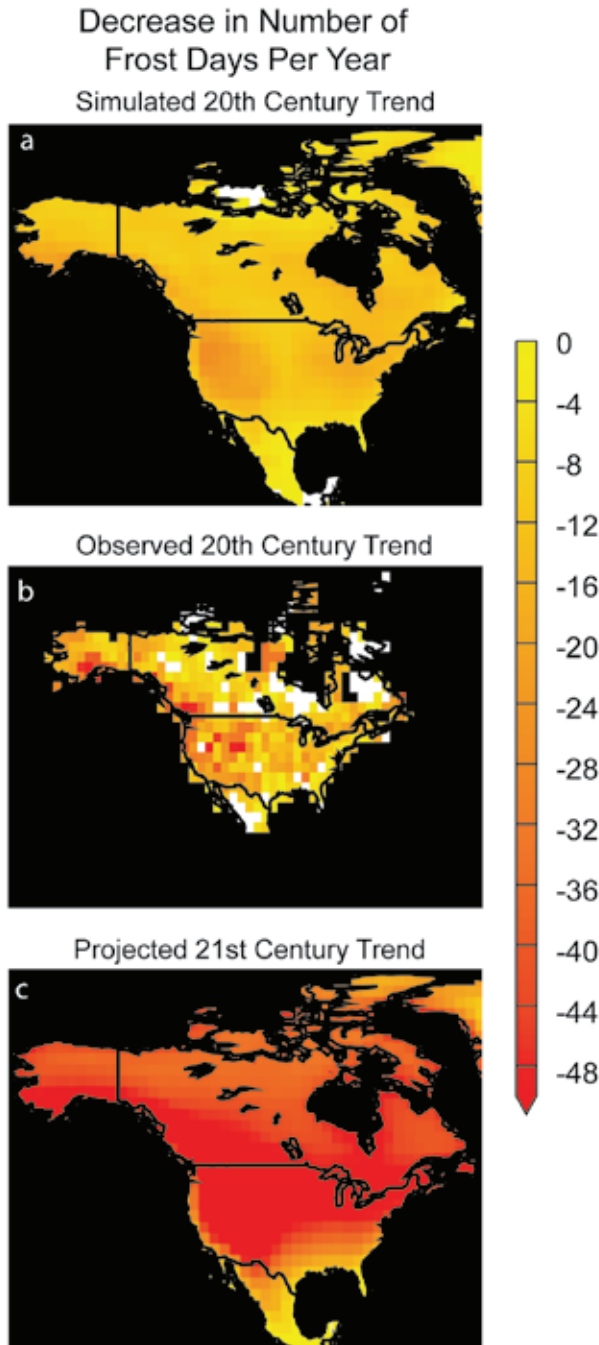 Decrease in Number of
Frost Days Per Year
Simulated 20th Century Trend
a
Observed 20th Century Trend
b
Projected 21st Century Trend
c
0
-4
-8
-12
-16
-20
-24
-28
-32
-36
-40
-44
-48